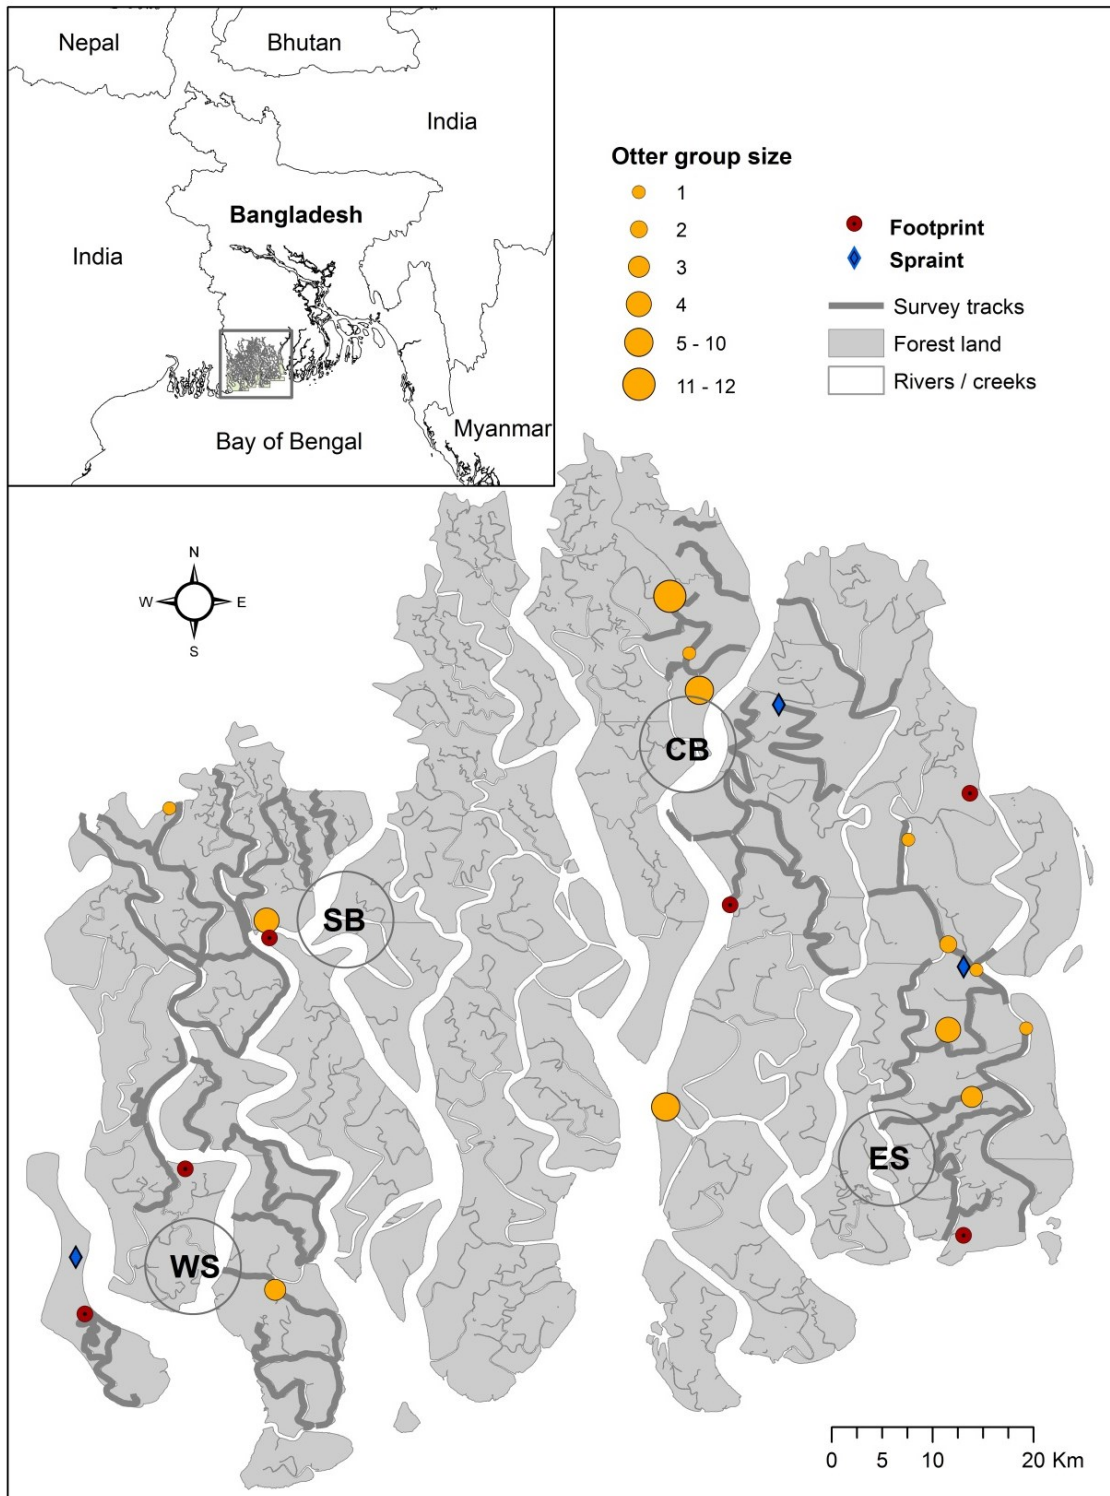 Nepal
Bhutan
India
Bangladesh
India
Bay of Bengal
Myanmar
Otter group size
1
2
3
4
5 - 10
11 - 12
Footprint
Spraint
Survey tracks
Forest land
Rivers / creeks
N
W E
S
CB
SB
ES
WS
0 5 10 20 Km